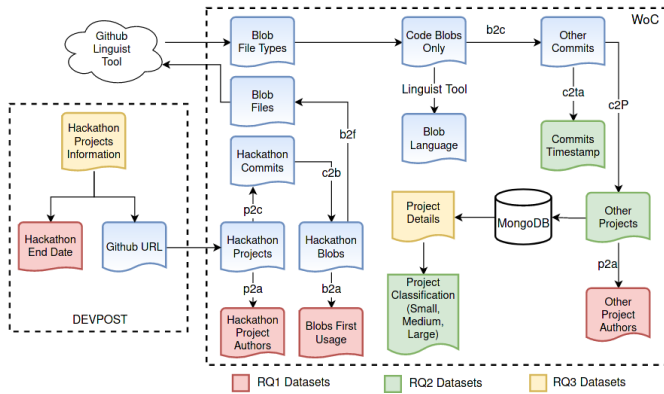 WoC
Github
Linguist
Tool
Blob
File Types
Code Blobs
Only
b2c
Other
Commits
Linguist Tool
c2ta
c2P
Blob
Files
b2f
Blob
Language
Commits
Timestamp
Hackathon
Projects
Information
Hackathon
Commits
c2b
p2c
Hackathon
End Date
Github URL
Hackathon
Projects
Hackathon
Blobs
Project
Details
MongoDB
Other
Projects
p2a
b2a
p2a
Hackathon
Project
Authors
Blobs First
Usage
Project
Classification
(Small,
Medium,
Large)
Other
Project
Authors
DEVPOST
RQ1 Datasets
RQ2 Datasets
RQ3 Datasets